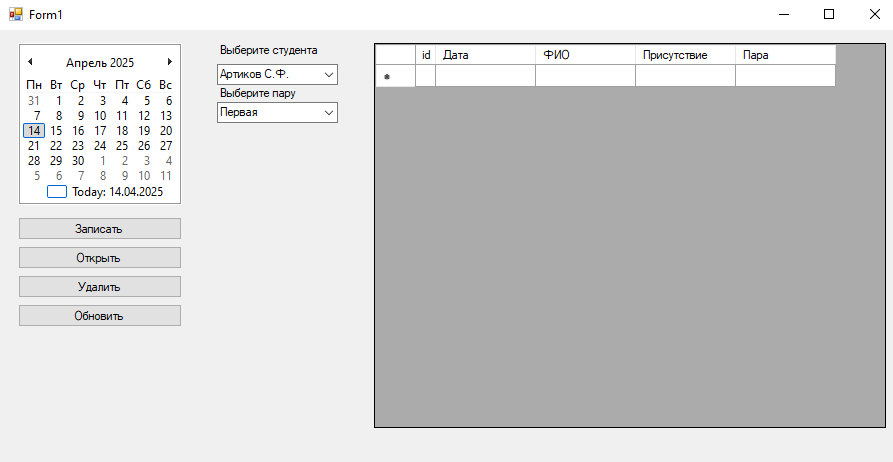 Form1
Апрель 2025
Пн Вт Ср Чт Пт Сб Вс
31 1 2 3 4 5 6
7 8 9 10 11 12 13
14 15 16 17 18 19 20
21 22 23 24 25 26 27
28 29 30 1 2 3 4
5 6 7 8 9 10 11
Today: 14.04.2025
Записать
Открыть
Удалить
Обновить
Выберите студента
Артиков С.Ф.
Выберите пару
Первая
id Дата ФИО Присутствие Пара